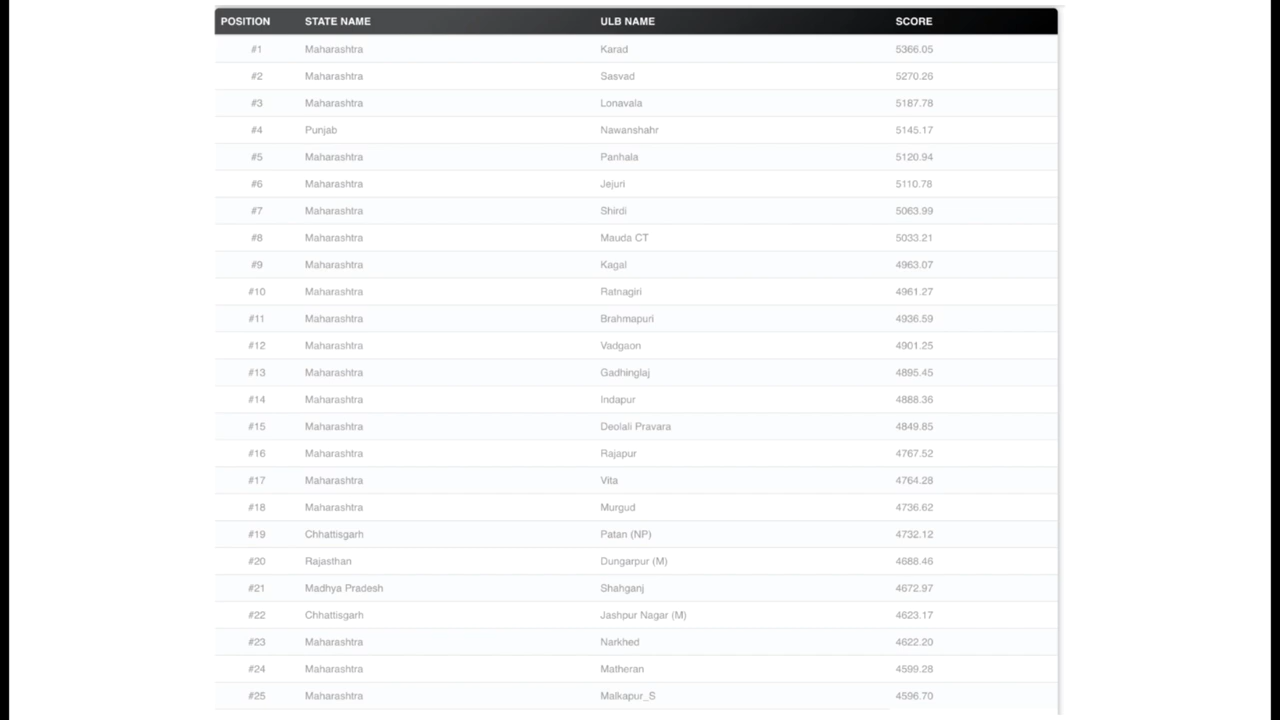 POSITION STATE NAME ULB NAME SCORE
#1 Maharashtra Karad 5366.05
#2 Maharashtra Sasvad 5270.26
#3 Maharashtra Lonavala 5187.78
#4 Punjab Nawanshahr 5145.17
#5 Maharashtra Panhala 5120.94
#6 Maharashtra Jejuri 5110.78
#7 Maharashtra Shirdi 5063.99
#8 Maharashtra Mauda CT 5033.21
#9 Maharashtra Kagal 4963.07
#10 Maharashtra Ratnagiri 4961.27
#11 Maharashtra Brahmapuri 4936.59
#12 Maharashtra Vadgaon 4901.25
#13 Maharashtra Gadhinglaj 4895.45
#14 Maharashtra Indapur 4888.36
#15 Maharashtra Deolali Pravara 4849.85
#16 Maharashtra Rajapur 4767.52
#17 Maharashtra Vita 4764.28
#18 Maharashtra Murgud 4736.62
#19 Chhattisgarh Patan (NP) 4732.12
#20 Rajasthan Dungarpur (M) 4688.46
#21 Madhya Pradesh Shahganj 4672.97
#22 Chhattisgarh Jashpur Nagar (M) 4623.17
#23 Maharashtra Narkhed 4622.20
#24 Maharashtra Matheran 4599.28
#25 Maharashtra Malkapur_S 4596.70